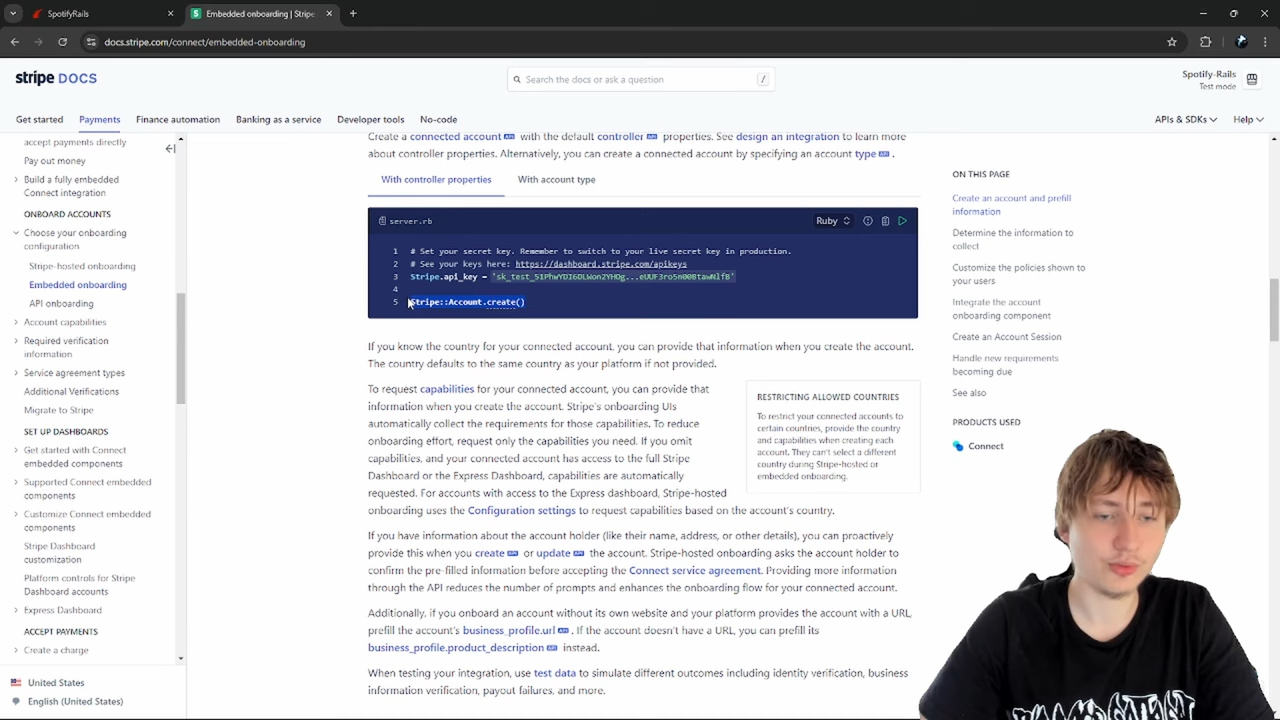 SpotifyRails
Embedded onboarding | Stripe
docs.stripe.com/connect/embedded-onboarding
stripe DOCS
Search the docs or ask a question
/
Spotify-Rails
Test mode
Get started
Payments
Finance automation
Banking as a service
Developer tools
No-code
APIs & SDKs
Help
accept payments directly
Pay out money
Build a fully embedded
Connect integration
ONBOARD ACCOUNTS
Choose your onboarding
configuration
Stripe-hosted onboarding
Embedded onboarding
API onboarding
Account capabilities
Required verification
information
Service agreement types
Additional Verifications
Migrate to Stripe
SET UP DASHBOARDS
Get started with Connect
embedded components
Supported Connect embedded
components
Customize Connect embedded
components
Stripe Dashboard
customization
Platform controls for Stripe
Dashboard accounts
Express Dashboard
ACCEPT PAYMENTS
Create a charge
United States
English (United States)
Create a connected account API with the default controller API properties. See design an integration to learn more
about controller properties. Alternatively, you can create a connected account by specifying an account type API .
With controller properties
With account type
server.rb
Ruby
1 # Set your secret key. Remember to switch to your live secret key in production.
2 # See your keys here: https://dashboard.stripe.com/apikeys
3 Stripe.api_key = 'sk_test_51PhwYDI6DLWon2YHDg...eUUF3ro5n00BtawNlfB'
4
5 Stripe::Account.create()
If you know the country for your connected account, you can provide that information when you create the account.
The country defaults to the same country as your platform if not provided.
To request capabilities for your connected account, you can provide that
information when you create the account. Stripe's onboarding UIs
automatically collect the requirements for those capabilities. To reduce
onboarding effort, request only the capabilities you need. If you omit
capabilities, and your connected account has access to the full Stripe
Dashboard or the Express Dashboard, capabilities are automatically
requested. For accounts with access to the Express dashboard, Stripe-hosted
onboarding uses the Configuration settings to request capabilities based on the account's country.
RESTRICTING ALLOWED COUNTRIES
To restrict your connected accounts to
certain countries, provide the country
and capabilities when creating each
account. They can't select a different
country during Stripe-hosted or
embedded onboarding.
If you have information about the account holder (like their name, address, or other details), you can proactively
provide this when you create API or update API the account. Stripe-hosted onboarding asks the account holder to
confirm the pre-filled information before accepting the Connect service agreement. Providing more information
through the API reduces the number of prompts and enhances the onboarding flow for your connected account.
Additionally, if you onboard an account without its own website and your platform provides the account with a URL,
prefill the account's business_profile.url API . If the account doesn't have a URL, you can prefill its
business_profile.product_description API instead.
When testing your integration, use test data to simulate different outcomes including identity verification, business
information verification, payout failures, and more.
ON THIS PAGE
Create an account and prefill
information
Determine the information to
collect
Customize the policies shown to
your users
Integrate the account
onboarding component
Create an Account Session
Handle new requirements
becoming due
See also
PRODUCTS USED
Connect